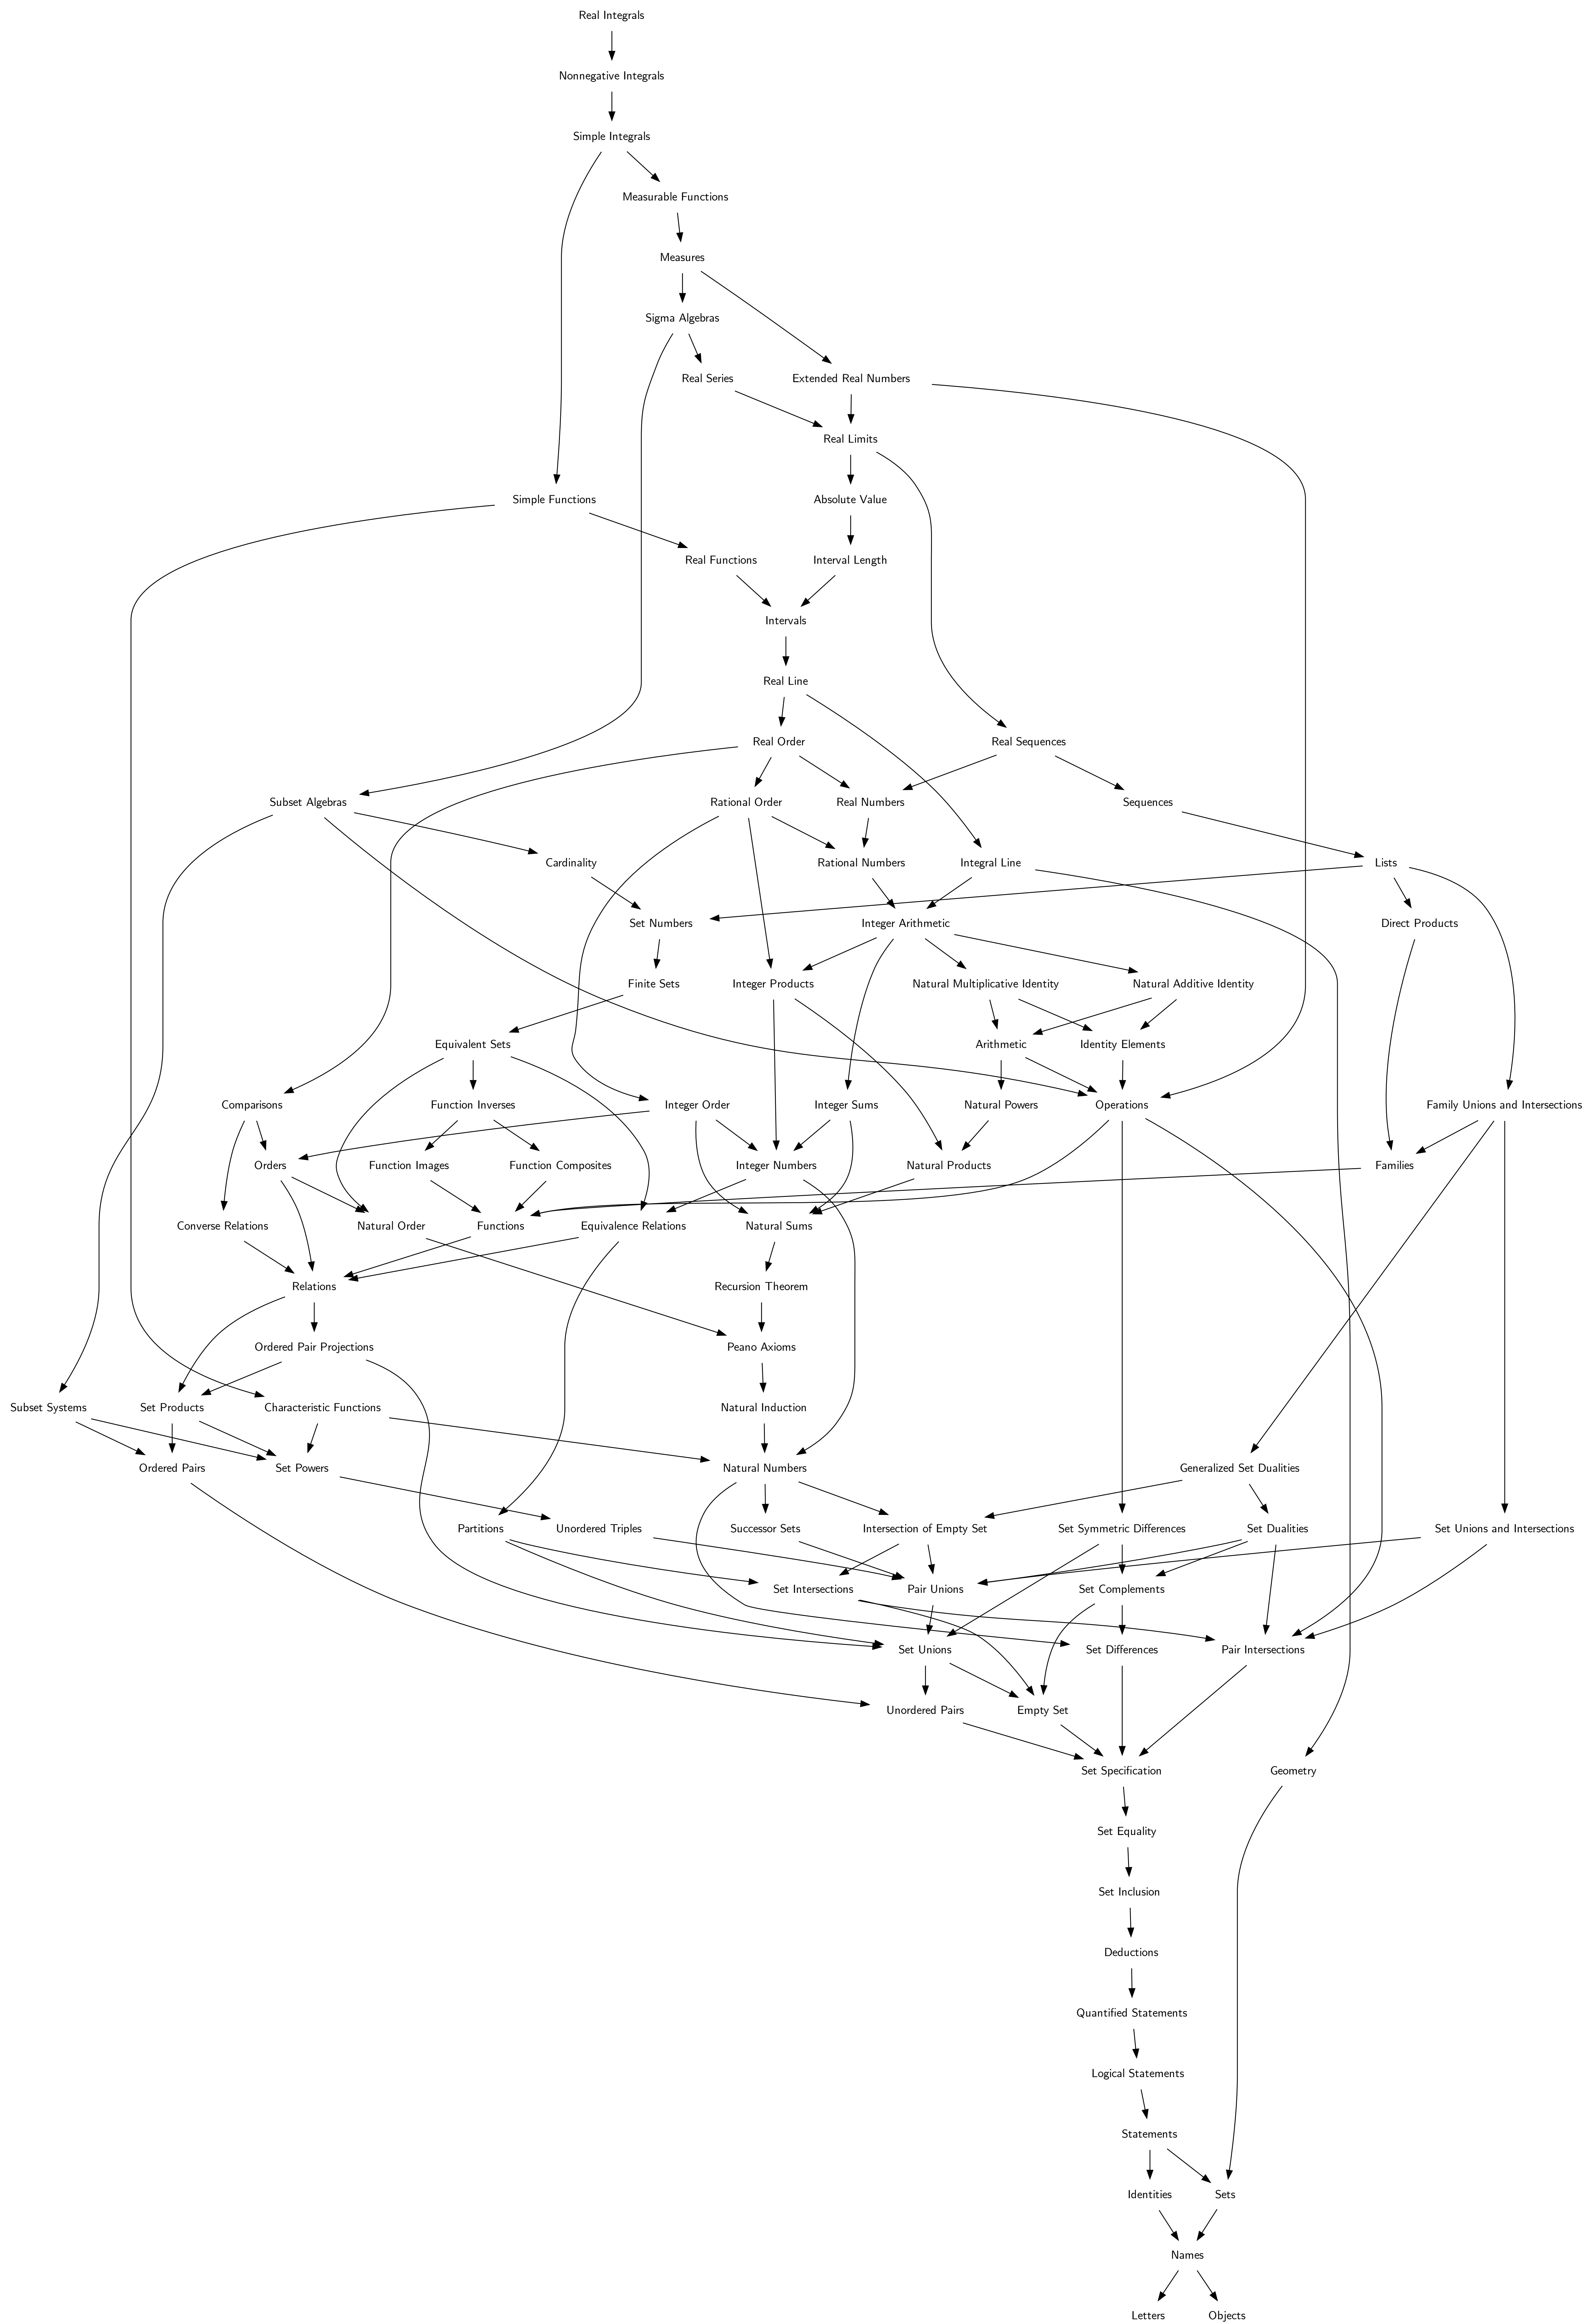 Real Integrals
Nonnegative Integrals
Simple Integrals
Measurable Functions
Measures
Sigma Algebras
Real Series
Extended Real Numbers
Real Limits
Simple Functions
Absolute Value
Real Functions
Interval Length
Intervals
Real Line
Real Order
Real Sequences
Subset Algebras
Rational Order
Real Numbers
Sequences
Cardinality
Rational Numbers
Integral Line
Lists
Set Numbers
Integer Arithmetic
Direct Products
Finite Sets
Integer Products
Natural Multiplicative Identity
Natural Additive Identity
Equivalent Sets
Arithmetic
Identity Elements
Comparisons
Function Inverses
Integer Order
Integer Sums
Natural Powers
Operations
Family Unions and Intersections
Orders
Function Images
Function Composites
Integer Numbers
Natural Products
Families
Converse Relations
Natural Order
Functions
Equivalence Relations
Natural Sums
Relations
Recursion Theorem
Ordered Pair Projections
Peano Axioms
Subset Systems
Set Products
Characteristic Functions
Natural Induction
Ordered Pairs
Set Powers
Natural Numbers
Generalized Set Dualities
Partitions
Unordered Triples
Successor Sets
Intersection of Empty Set
Set Symmetric Differences
Set Dualities
Set Unions and Intersections
Set Intersections
Pair Unions
Set Complements
Set Unions
Set Differences
Pair Intersections
Unordered Pairs
Empty Set
Set Specification
Geometry
Set Equality
Set Inclusion
Deductions
Quantified Statements
Logical Statements
Statements
Identities
Sets
Names
Letters
Objects